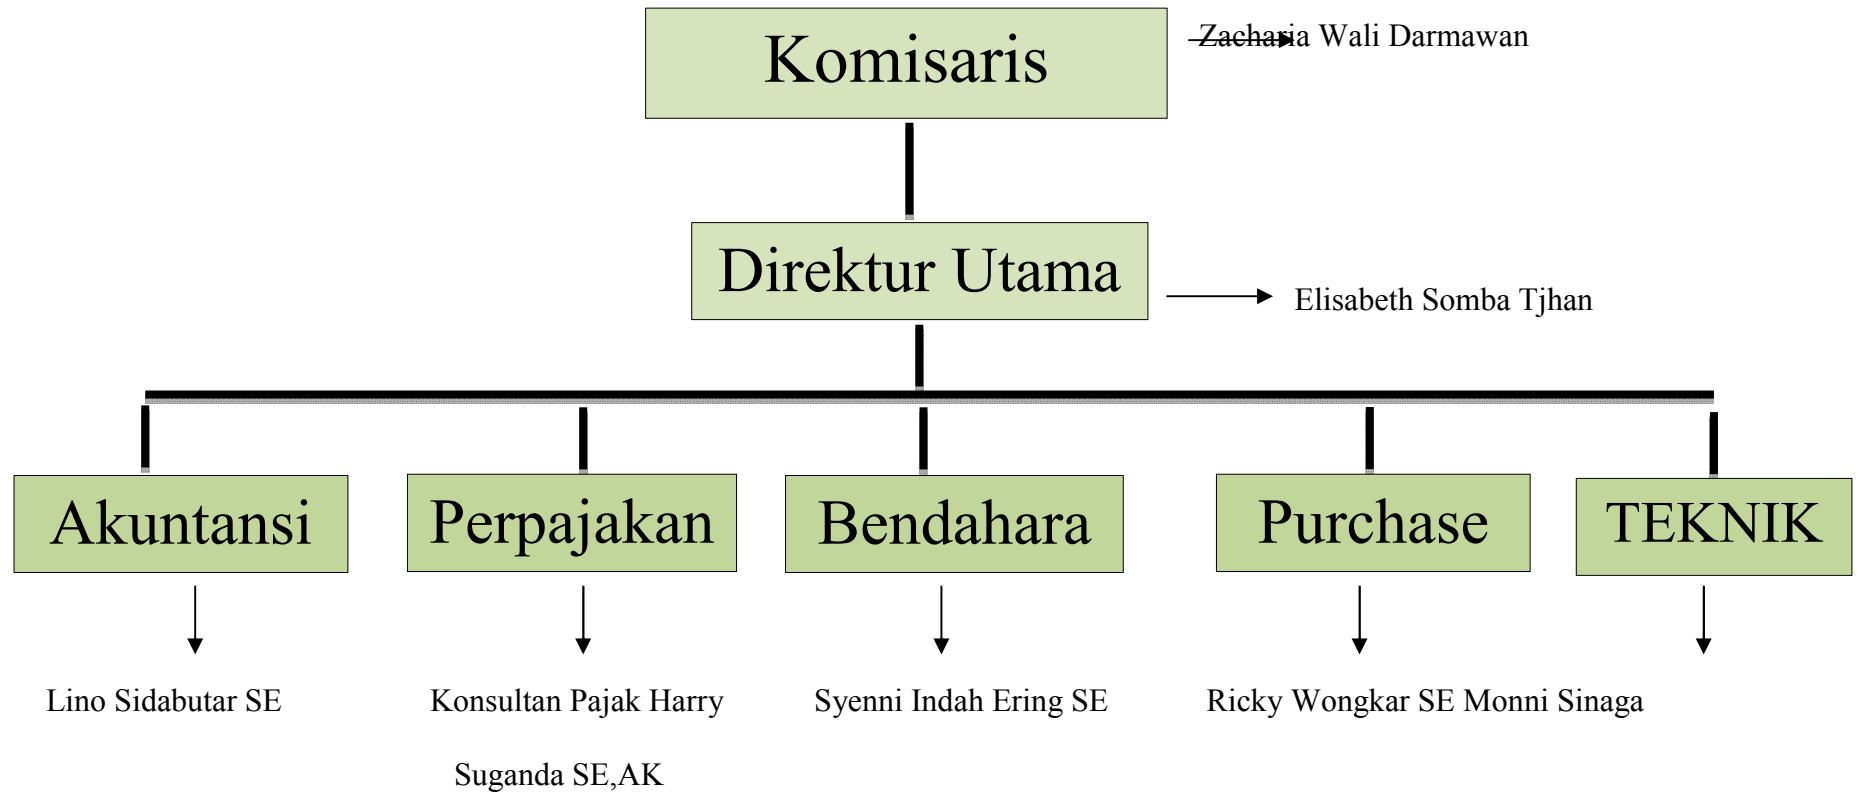 Komisaris
Zacharia Wali Darmawan
Direktur Utama
Elisabeth Somba Tjhan
Akuntansi
Perpajakan
Bendahara
Purchase
TEKNIK
Lino Sidabutar SE
Konsultan Pajak Harry
Suganda SE,AK
Syenni Indah Ering SE
Ricky Wongkar SE Monni Sinaga